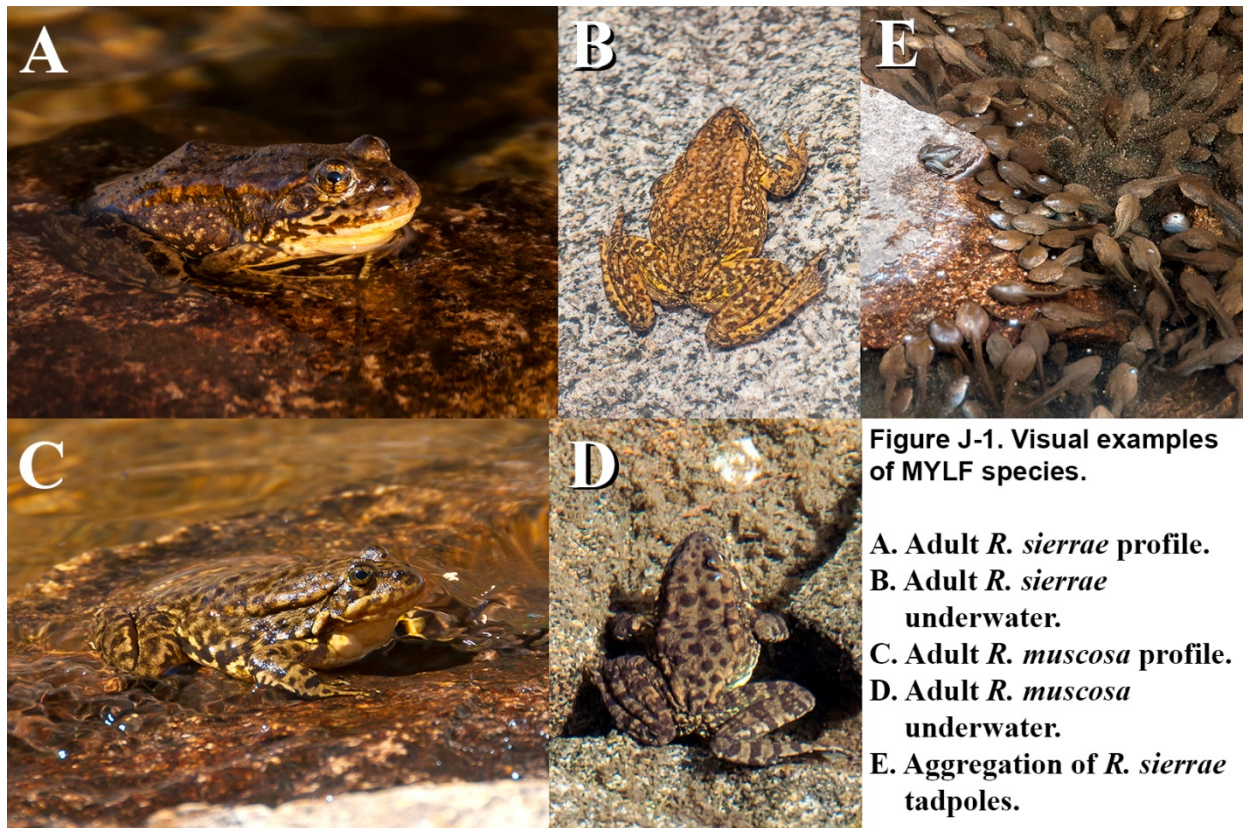 A
B
E
C
D
Figure J-1. Visual examples
of MYLF species.
A. Adult R. sierrae profile.
B. Adult R. sierrae
underwater.
C. Adult R. muscosa profile.
D. Adult R. muscosa
underwater.
E. Aggregation of R. sierrae
tadpoles.